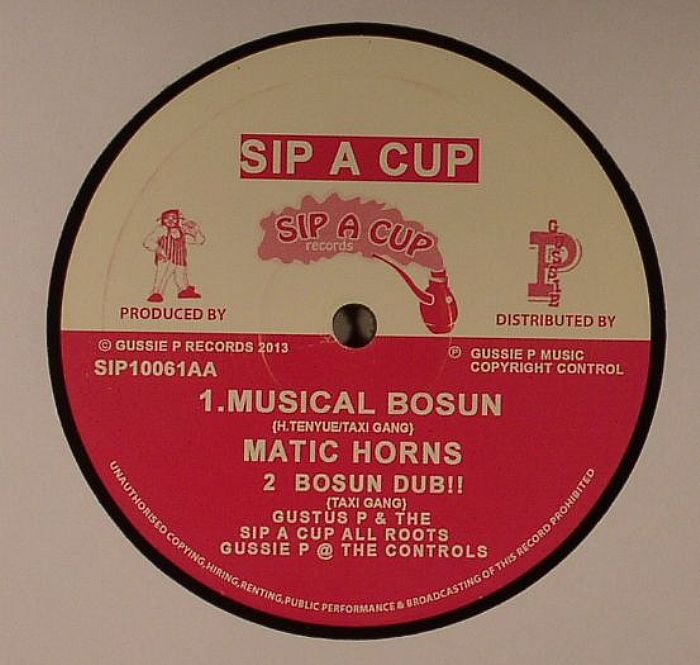 SIP A CUP
SIP A CUP
records
GUSSIE
P
PRODUCED BY
DISTRIBUTED BY
© GUSSIE P RECORDS 2013
SIP10061AA
℗ GUSSIE P MUSIC
COPYRIGHT CONTROL
1.MUSICAL BOSUN
{H.TENYUE/TAXI GANG}
MATIC HORNS
2 BOSUN DUB!!
{TAXI GANG}
GUSTUS P & THE
SIP A CUP ALL ROOTS
GUSSIE P @ THE CONTROLS
UNAUTHORISED COPYING,HIRING,RENTING,PUBLIC PERFORMANCE & BROADCASTING OF THIS RECORD PROHIBITED